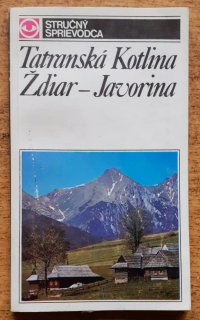 STRUČNÝ
SPRIEVODCA
Tatranská Kotlina
Ždiar – Javorina